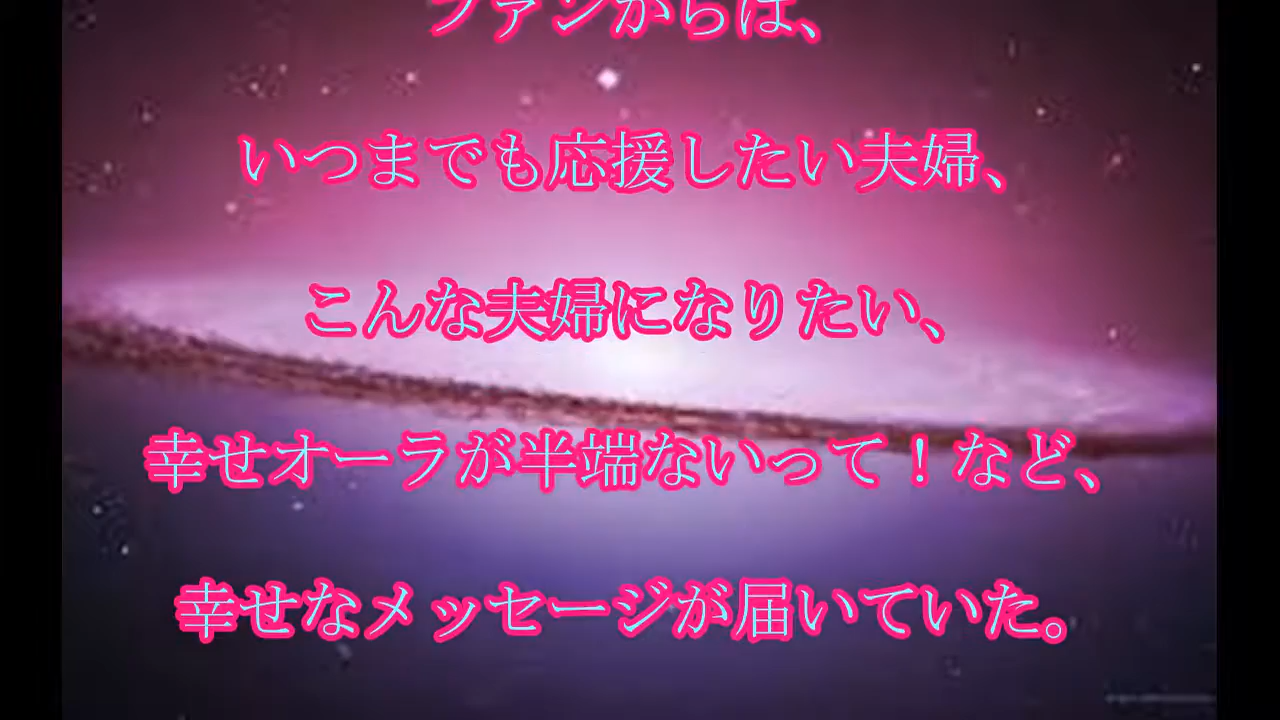 ファンからは、
いつまでも応援したい夫婦、
こんな夫婦になりたい、
幸せオーラが半端ないって！など、
幸せなメッセージが届いていた。